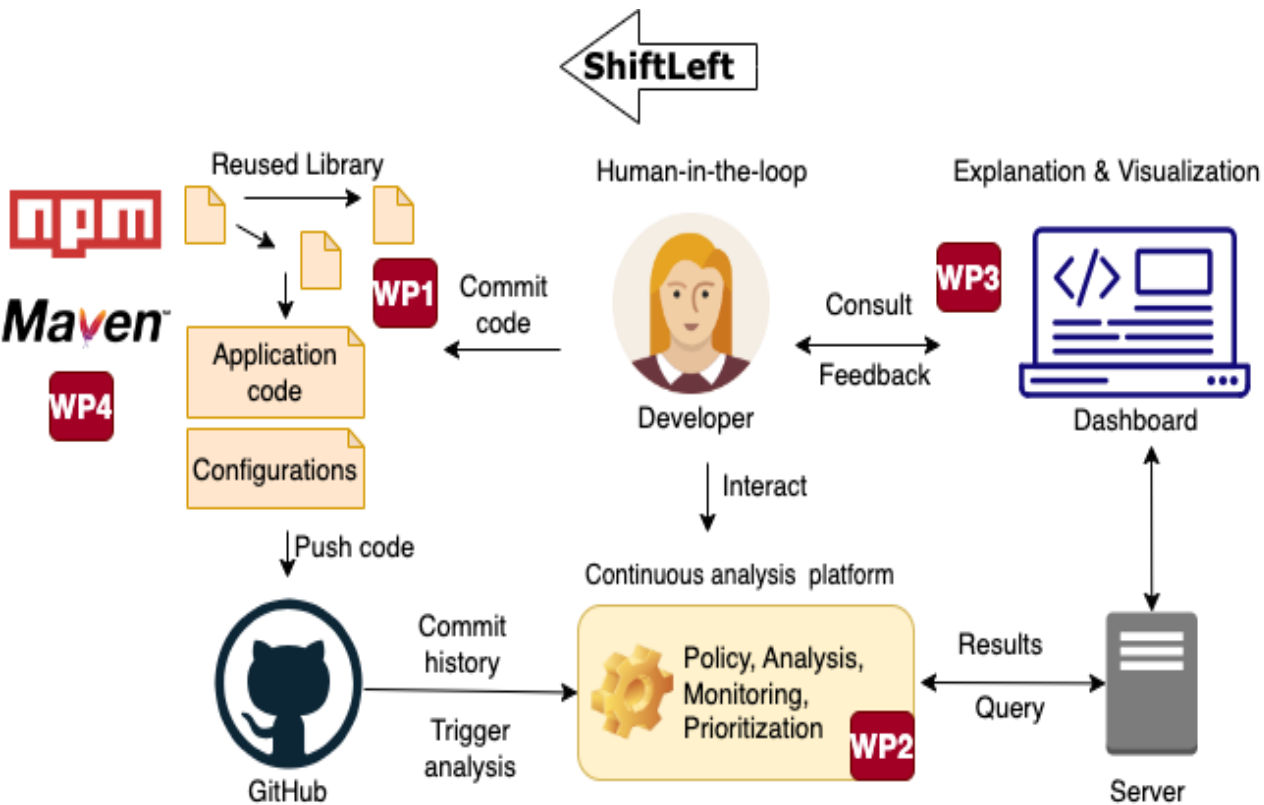 ShiftLeft
Reused Library
Human-in-the-loop
Explanation & Visualization
npm
Maven™
WP4
WP1
Application
code
Configurations
Commit
code
Developer
Consult
Feedback
WP3
Dashboard
Push code
Interact
GitHub
Commit
history
Trigger
analysis
Continuous analysis platform
Policy, Analysis,
Monitoring,
Prioritization
WP2
Results
Query
Server